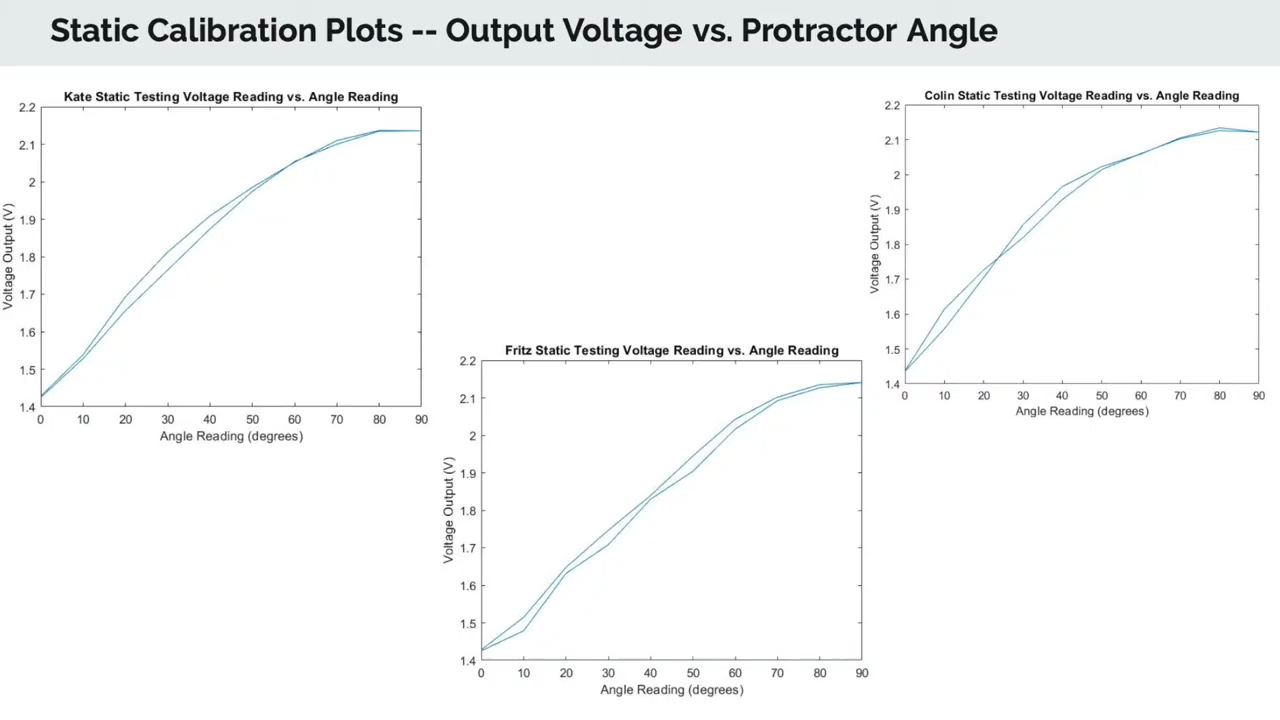 Static Calibration Plots -- Output Voltage vs. Protractor Angle
Kate Static Testing Voltage Reading vs. Angle Reading
2.2
2.1
2
1.9
1.8
1.7
1.6
1.5
1.4
Voltage Output (V)
0 10 20 30 40 50 60 70 80 90
Angle Reading (degrees)
Fritz Static Testing Voltage Reading vs. Angle Reading
2.2
2.1
2
1.9
1.8
1.7
1.6
1.5
1.4
Voltage Output (V)
0 10 20 30 40 50 60 70 80 90
Angle Reading (degrees)
Colin Static Testing Voltage Reading vs. Angle Reading
2.2
2.1
2
1.9
1.8
1.7
1.6
1.5
1.4
Voltage Output (V)
0 10 20 30 40 50 60 70 80 90
Angle Reading (degrees)